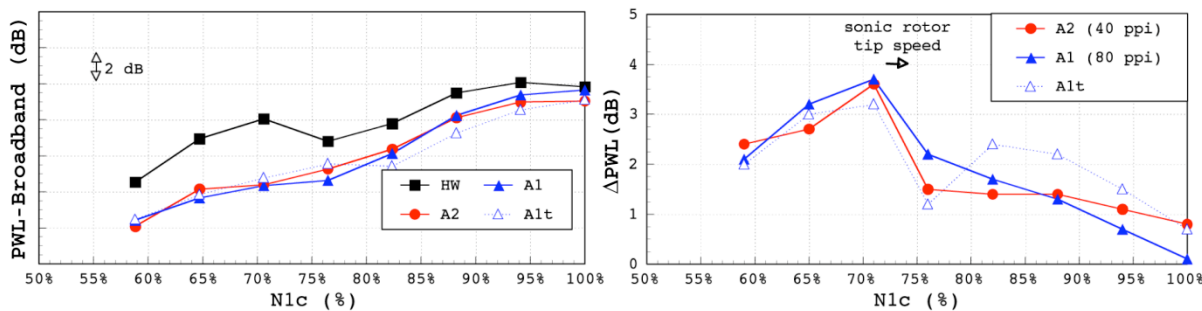 PWL-Broadband (dB)
2 dB
HW
A1
A2
A1t
50%
55%
60%
65%
70%
75%
80%
85%
90%
95%
100%
N1c (%)
ΔPWL(dB)
5
4
3
2
1
0
sonic rotor
tip speed
A2 (40 ppi)
A1 (80 ppi)
A1t
50%
55%
60%
65%
70%
75%
80%
85%
90%
95%
100%
N1c (%)